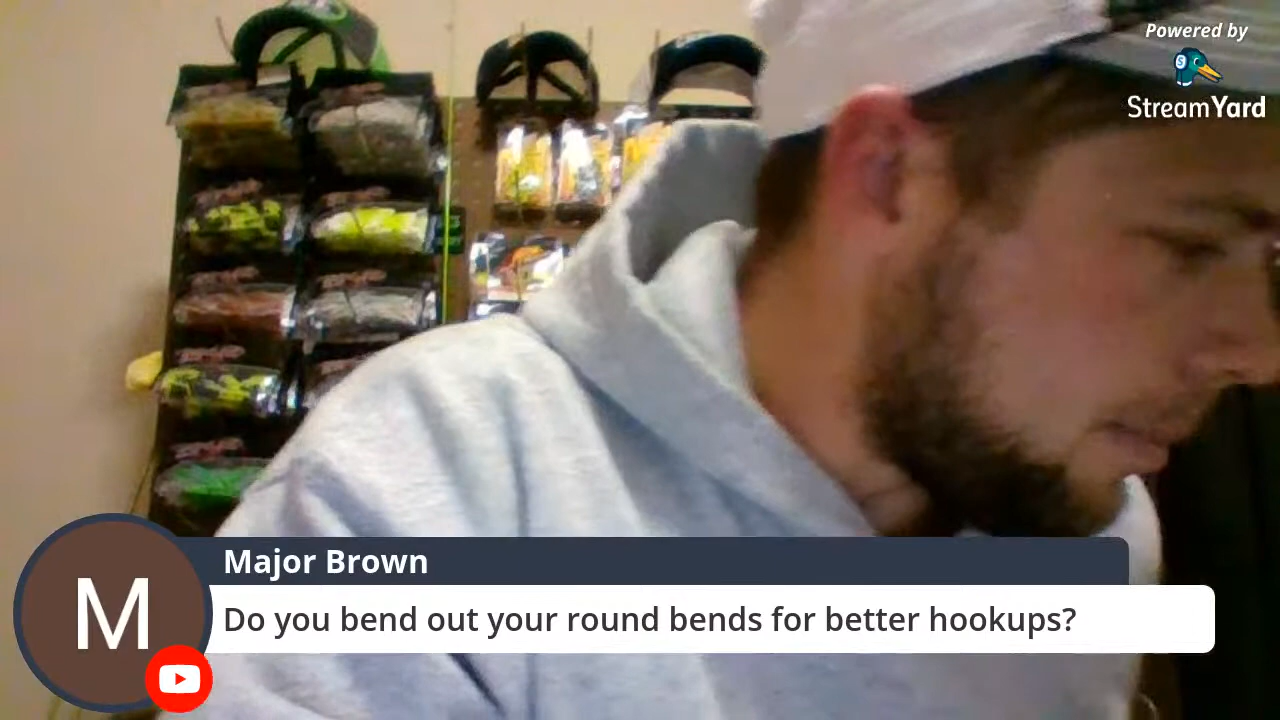 Powered by
StreamYard
Major Brown
Do you bend out your round bends for better hookups?
M